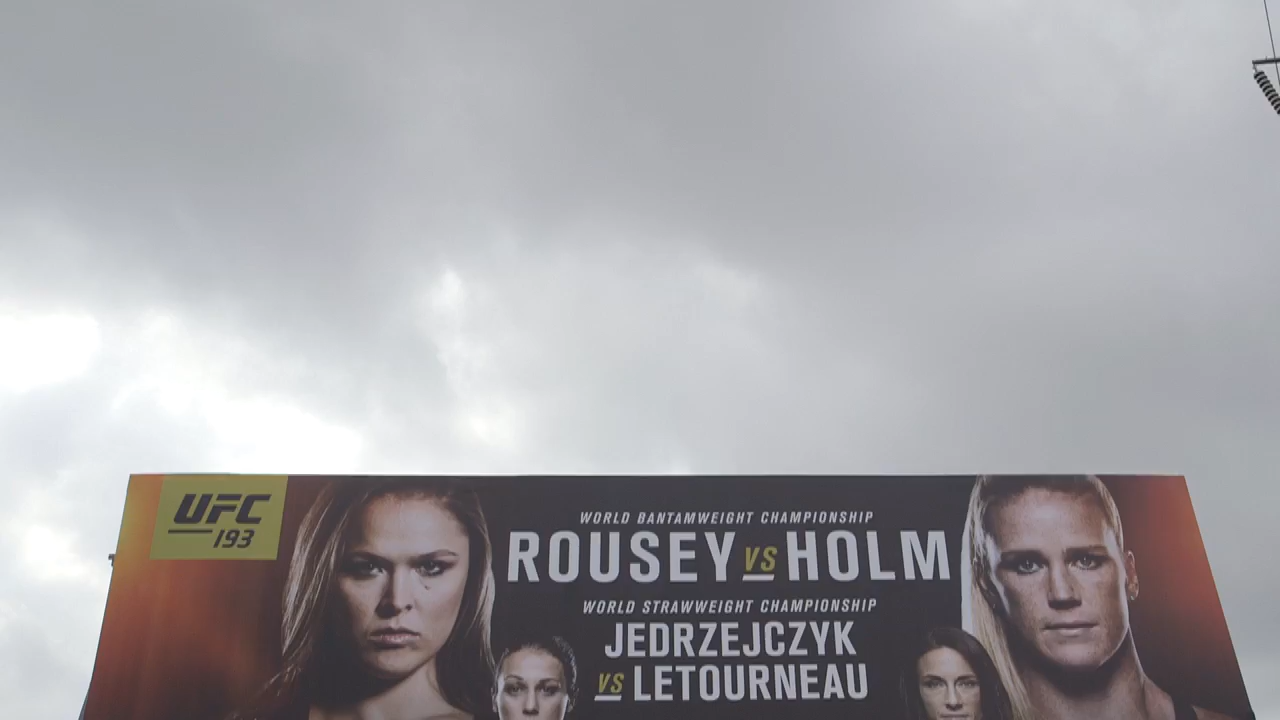 UFC
193
WORLD BANTAMWEIGHT CHAMPIONSHIP
ROUSEY VS HOLM
WORLD STRAWWEIGHT CHAMPIONSHIP
JEDRZEJCZYK
VS LETOURNEAU